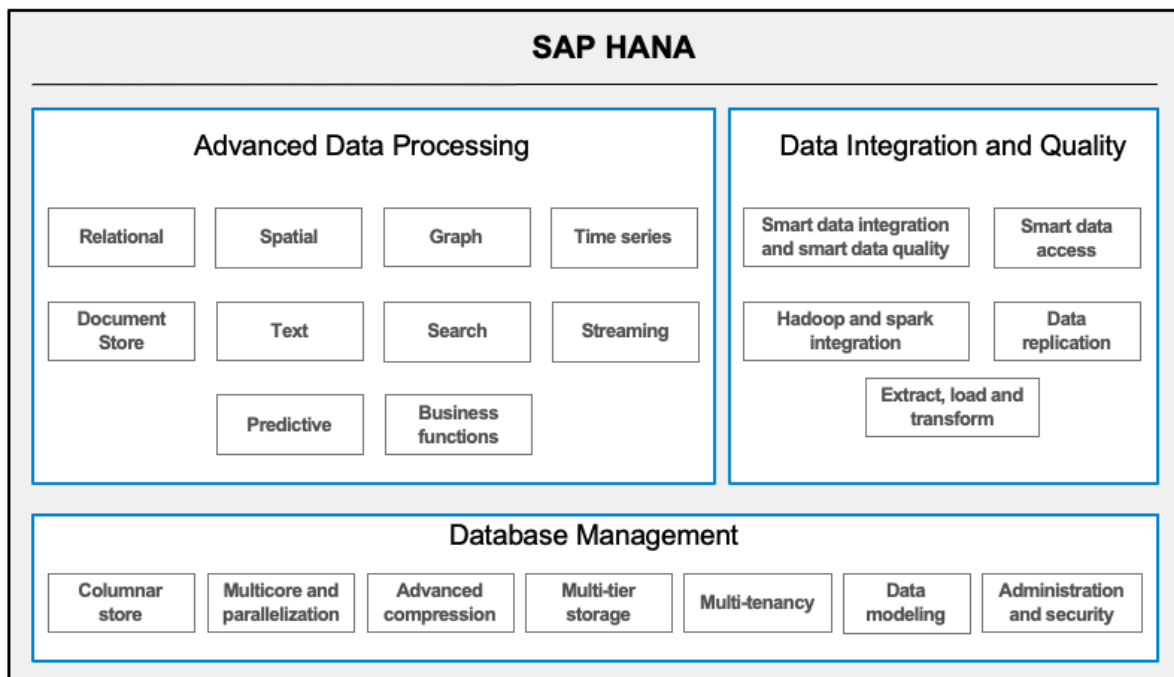 SAP HANA
Advanced Data Processing
Relational
Spatial
Graph
Time series
Document
Store
Text
Search
Streaming
Predictive
Business
functions
Data Integration and Quality
Smart data integration
and smart data quality
Smart data
access
Hadoop and spark
integration
Data
replication
Extract, load and
transform
Database Management
Columnar
store
Multicore and
parallelization
Advanced
compression
Multi-tier
storage
Multi-tenancy
Data
modeling
Administration
and security